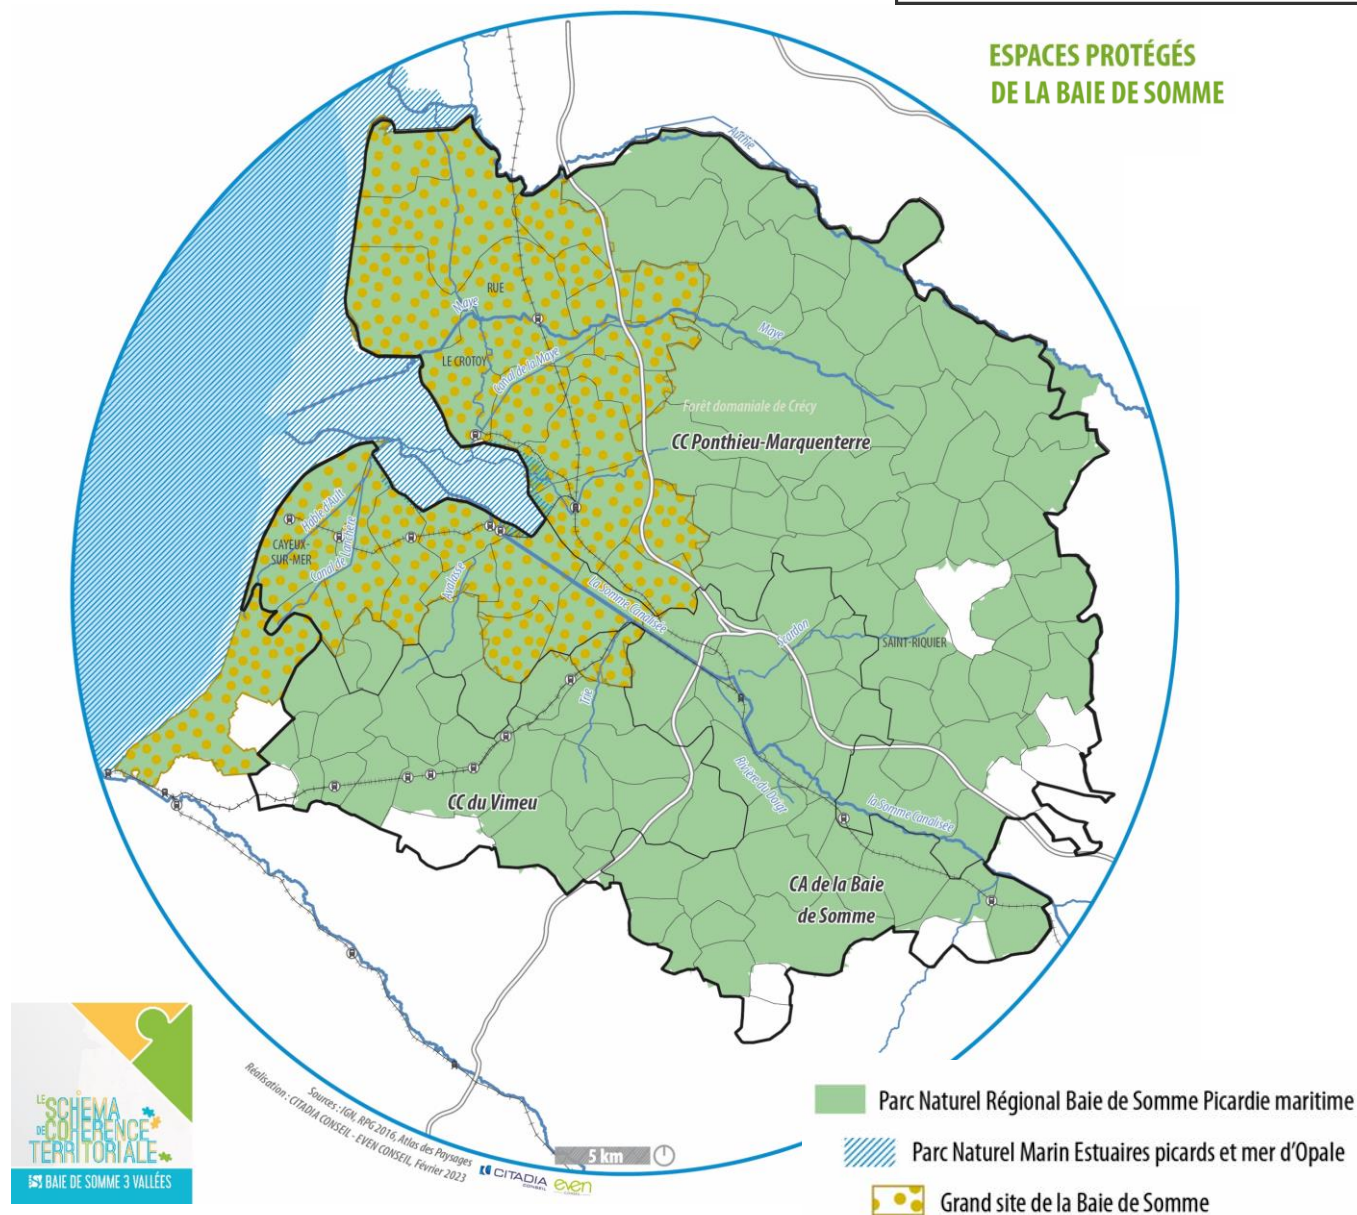 ESPACES PROTÉGÉS
DE LA BAIE DE SOMME
Authie
RUE
Maye
Maye
LE CROTOY
Canal de la Maye
Forêt domaniale de Crécy
CC Ponthieu-Marquenterre
Hable d'Ault
CAYEUX-
SUR-MER
Canal de Lanchère
Avalasse
La Somme Canalisée
Scardon
SAINT-RIQUIER
Trie
Rivière du Doigt
CC du Vimeu
la Somme Canalisée
CA de la Baie
de Somme
LE
SCHÉMA
DE COHÉRENCE
TERRITORIALE
BAIE DE SOMME 3 VALLÉES
Sources : IGN, RPG 2016, Atlas des Paysages
Réalisation : CITADIA CONSEIL - EVEN CONSEIL, Février 2023
CITADIA
CONSEIL
even
5 km
Parc Naturel Régional Baie de Somme Picardie maritime
Parc Naturel Marin Estuaires picards et mer d'Opale
Grand site de la Baie de Somme